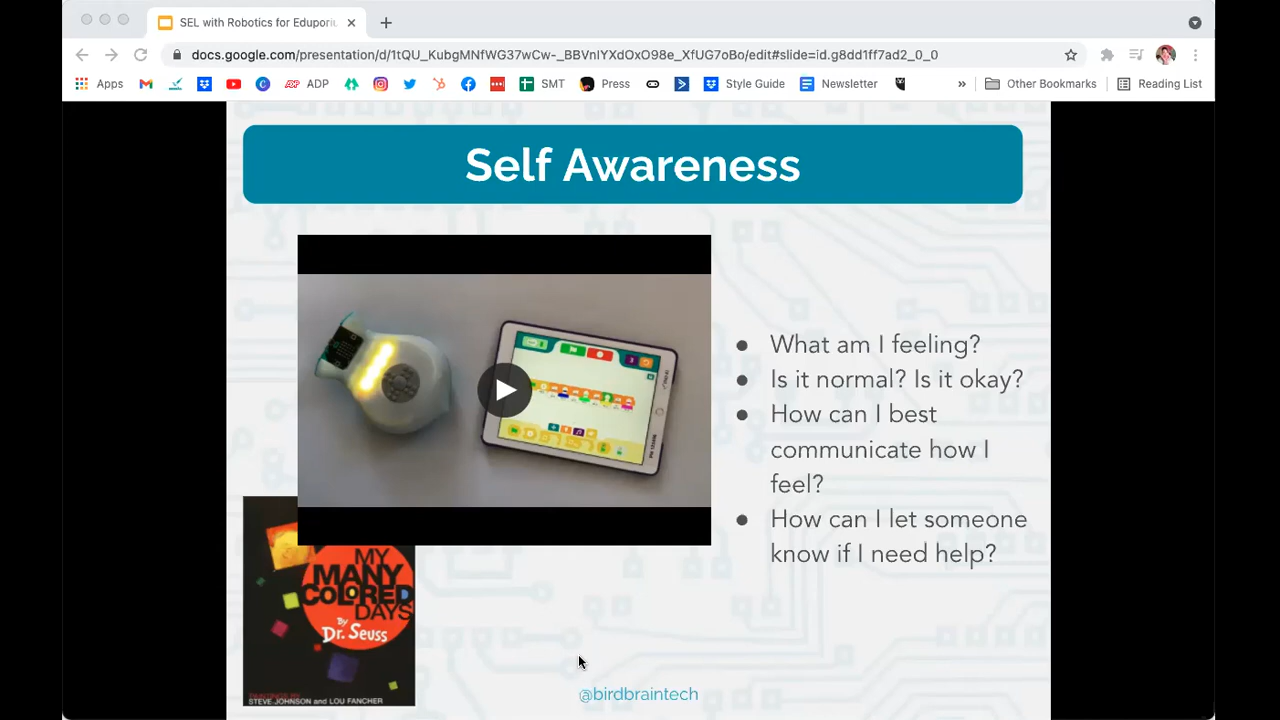 SEL with Robotics for Eduporiu
docs.google.com/presentation/d/1tQU_KubgMNfWG37wCw-_BBVnIYXdOxO98e_XfUG7oBo/edit#slide=id.g8dd1ff7ad2_0_0
Apps ADP SMT Press Style Guide Newsletter » Other Bookmarks Reading List
Self Awareness
What am I feeling?
Is it normal? Is it okay?
How can I best
communicate how I
feel?
How can I let someone
know if I need help?
MY
MANY
COLORED
DAYS
BY
Dr. Seuss
STEVE JOHNSON and LOU FANCHER
@birdbraintech